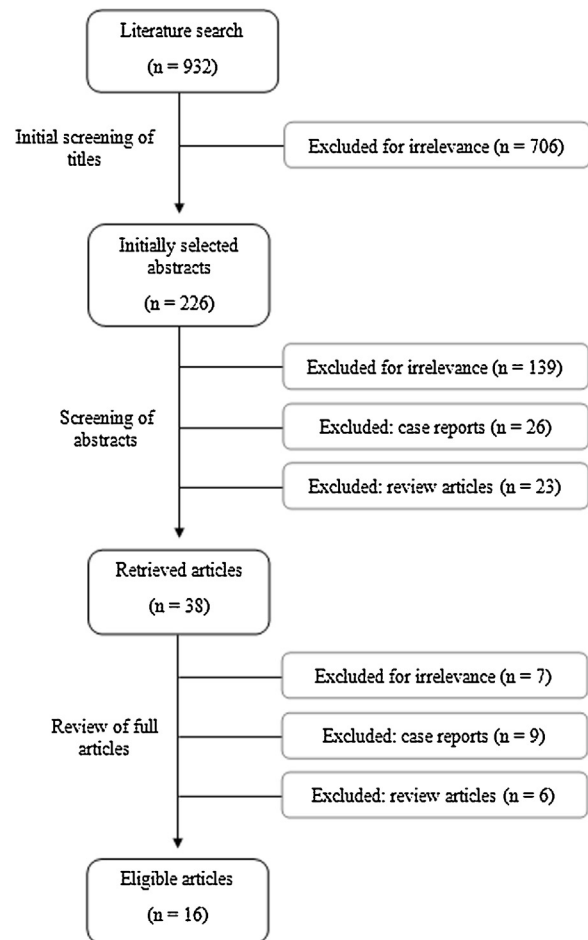 Literature search
(n = 932)
Initial screening of
titles
Excluded for irrelevance (n = 706)
Initially selected
abstracts
(n = 226)
Excluded for irrelevance (n = 139)
Screening of
abstracts
Excluded: case reports (n = 26)
Excluded: review articles (n = 23)
Retrieved articles
(n = 38)
Excluded for irrelevance (n = 7)
Review of full
articles
Excluded: case reports (n = 9)
Excluded: review articles (n = 6)
Eligible articles
(n = 16)